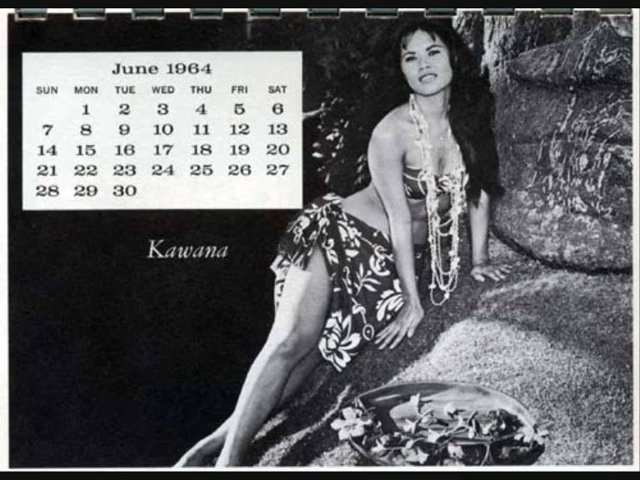 June 1964
SUN MON TUE WED THU FRI SAT
1 2 3 4 5 6
7 8 9 10 11 12 13
14 15 16 17 18 19 20
21 22 23 24 25 26 27
28 29 30
Kawana